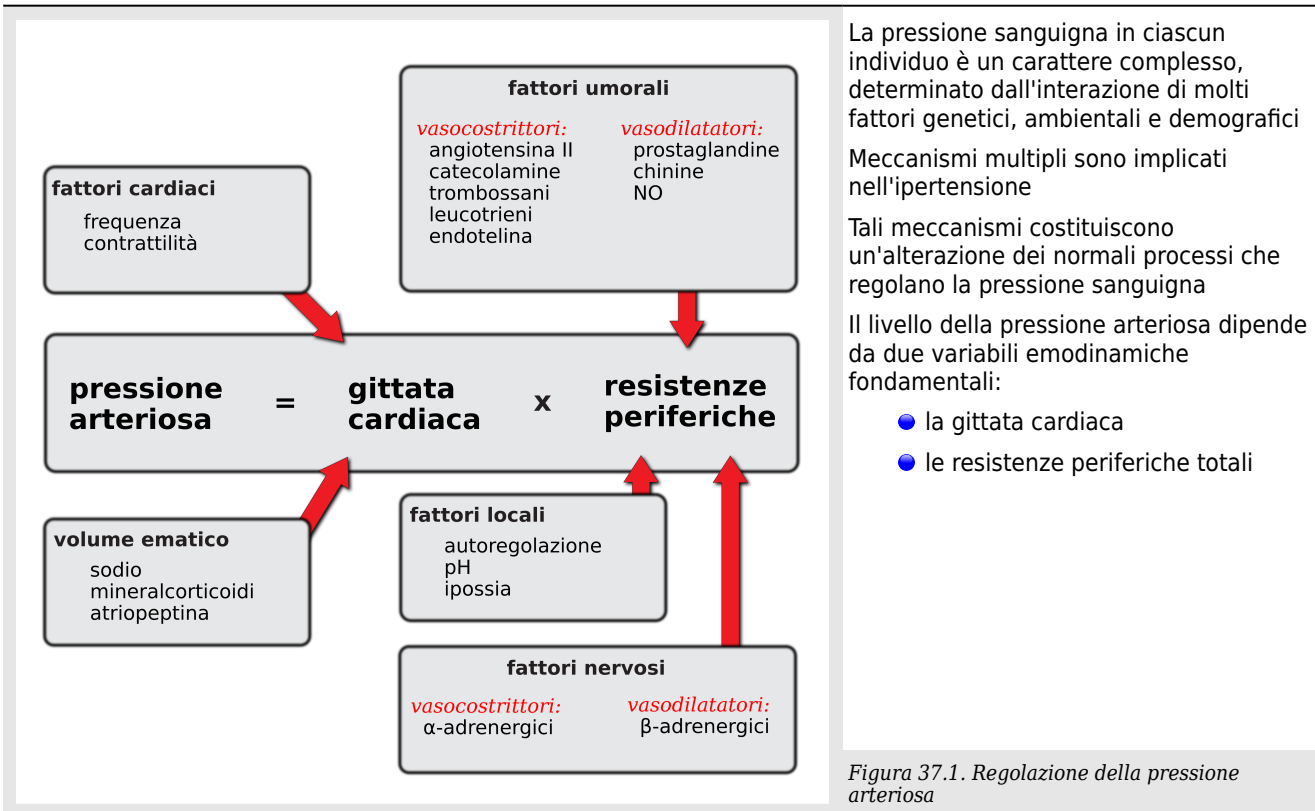 fattori umorali
vasocostrittori:
angiotensina II
catecolamine
trombossani
leucotrieni
endotelina
vasodilatatori:
prostaglandine
chinine
NO
fattori cardiaci
frequenza
contrattilità
pressione
arteriosa
=
gittata
cardiaca
x
resistenze
periferiche
volume ematico
sodio
mineralcorticoidi
atriopeptina
fattori locali
autoregolazione
pH
ipossia
fattori nervosi
vasocostrittori:
α-adrenergici
vasodilatatori:
β-adrenergici
La pressione sanguigna in ciascun
individuo è un carattere complesso,
determinato dall'interazione di molti
fattori genetici, ambientali e demografici
Meccanismi multipli sono implicati
nell'ipertensione
Tali meccanismi costituiscono
un'alterazione dei normali processi che
regolano la pressione sanguigna
Il livello della pressione arteriosa dipende
da due variabili emodinamiche
fondamentali:
la gittata cardiaca
le resistenze periferiche totali
Figura 37.1. Regolazione della pressione
arteriosa